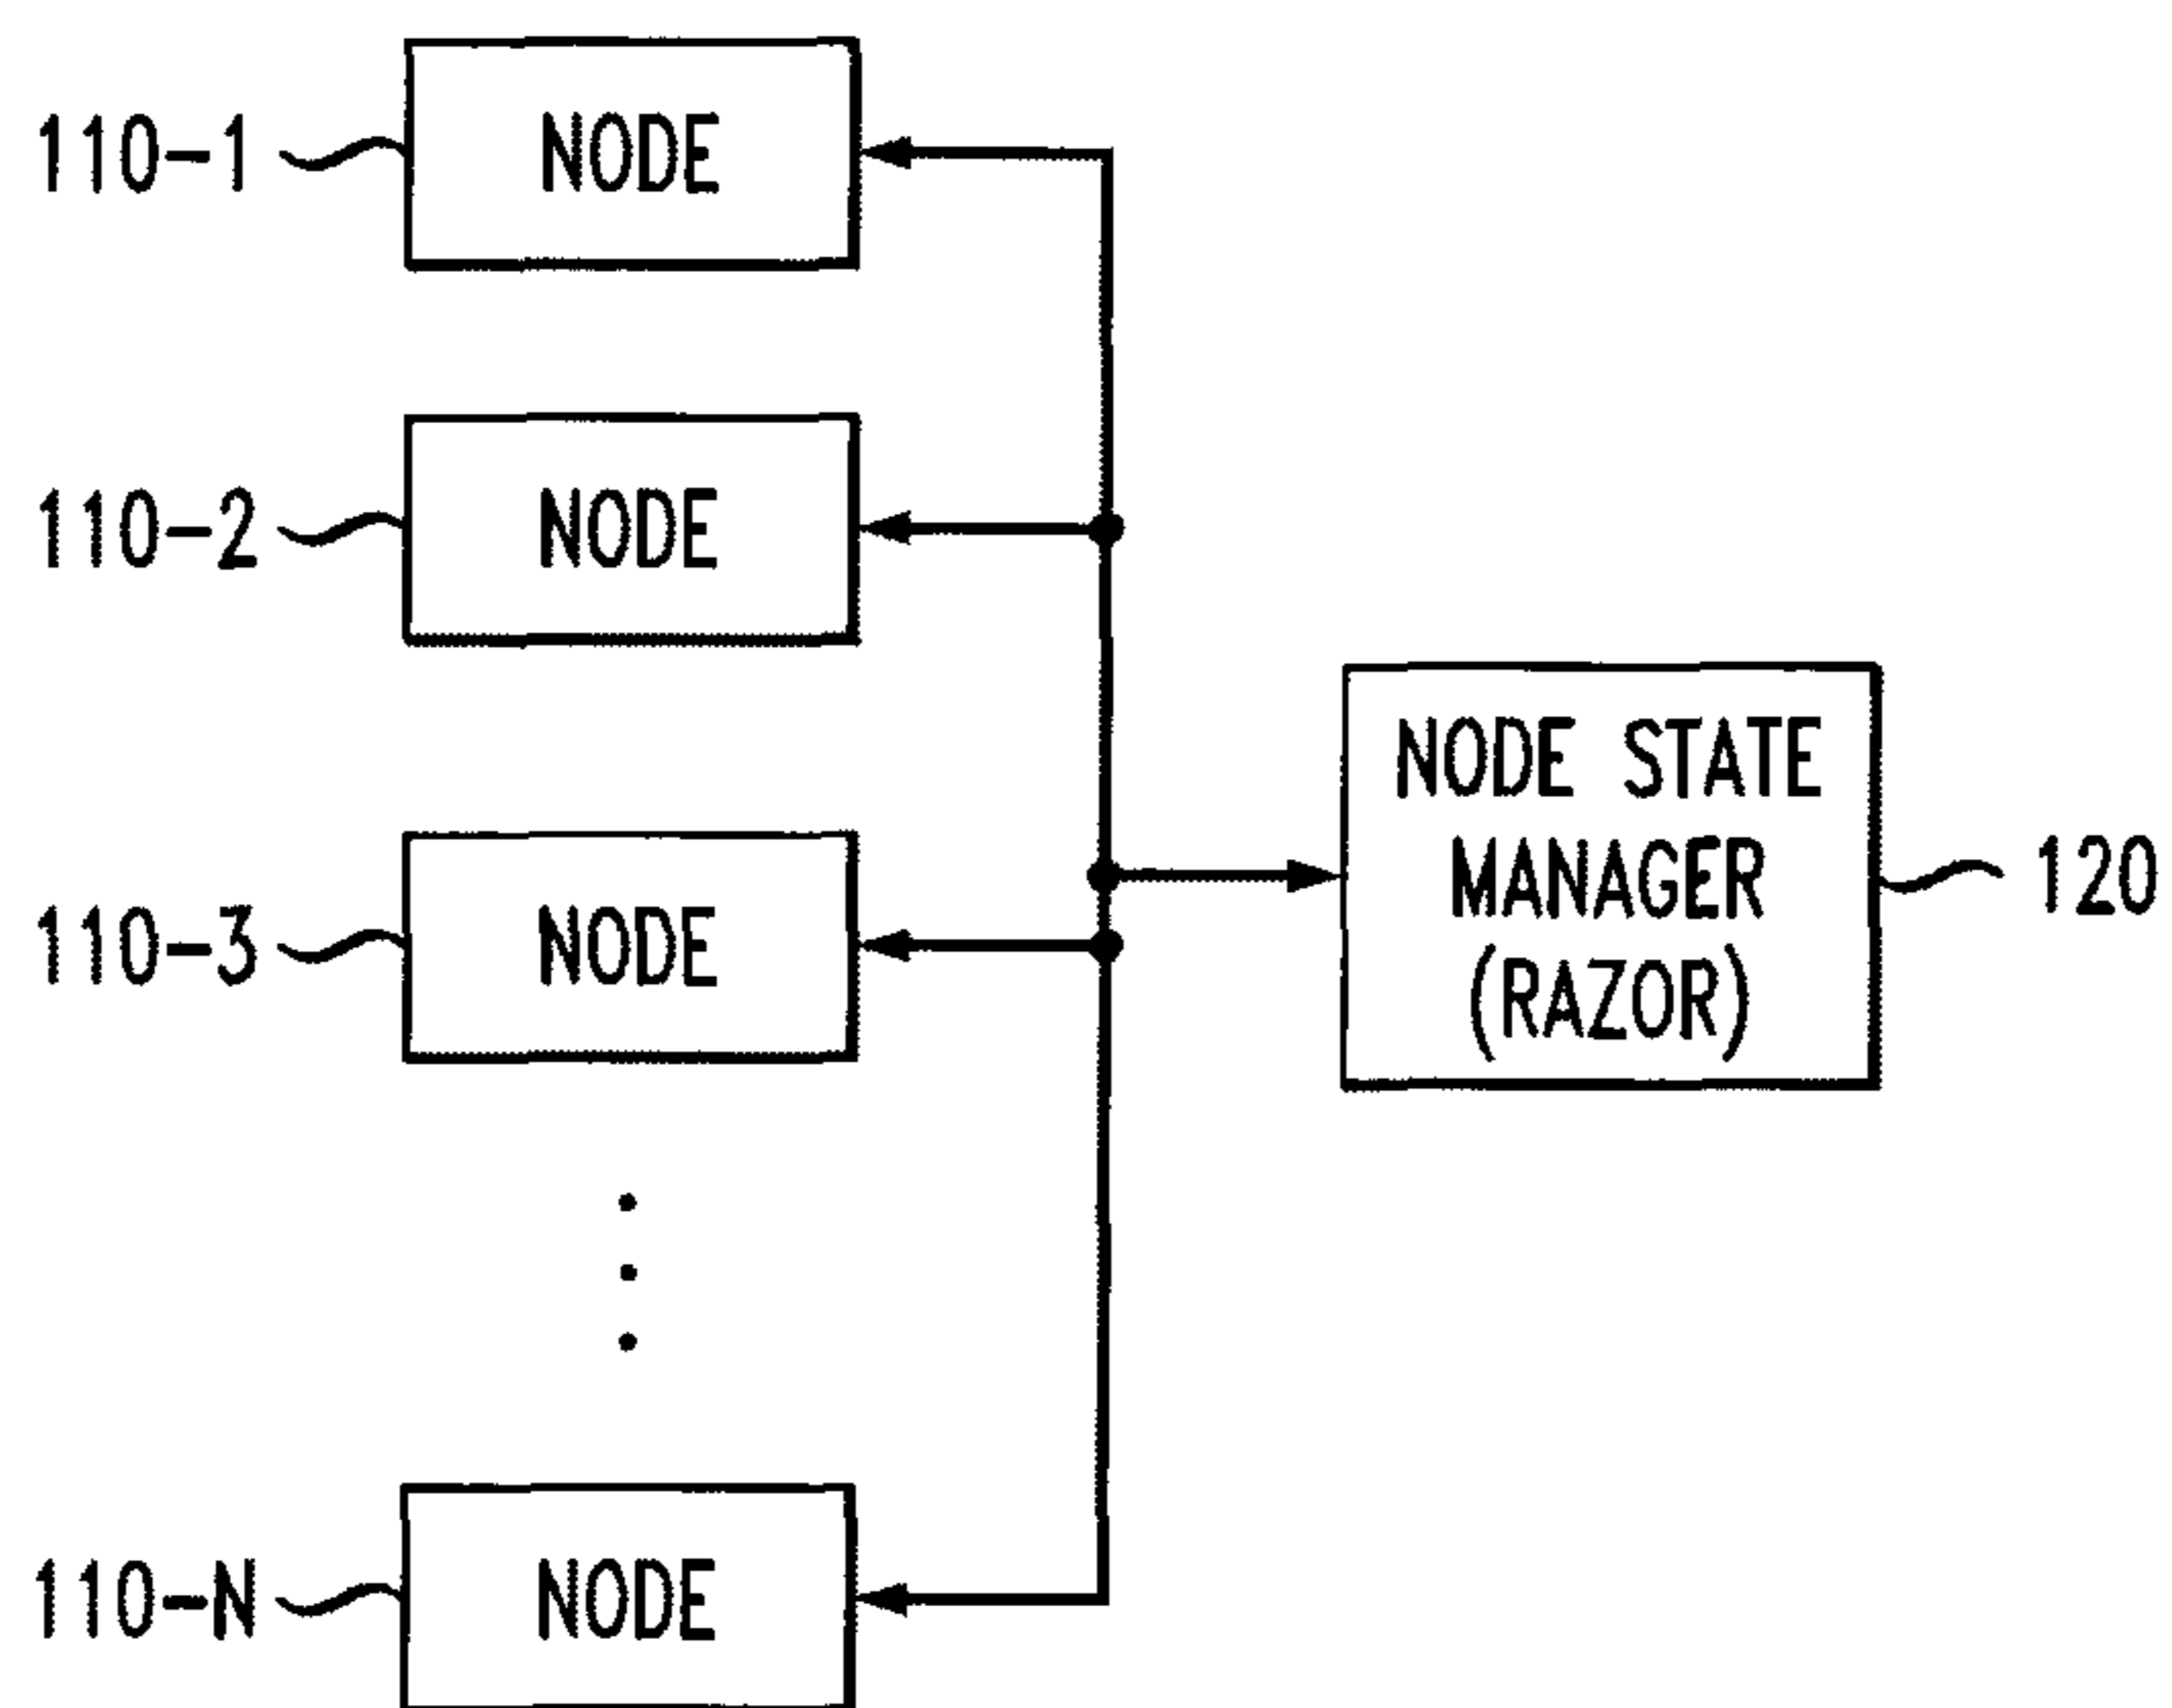 110-1 NODE
110-2 NODE
NODE STATE
MANAGER
(RAZOR)
120
110-3 NODE
110-N NODE